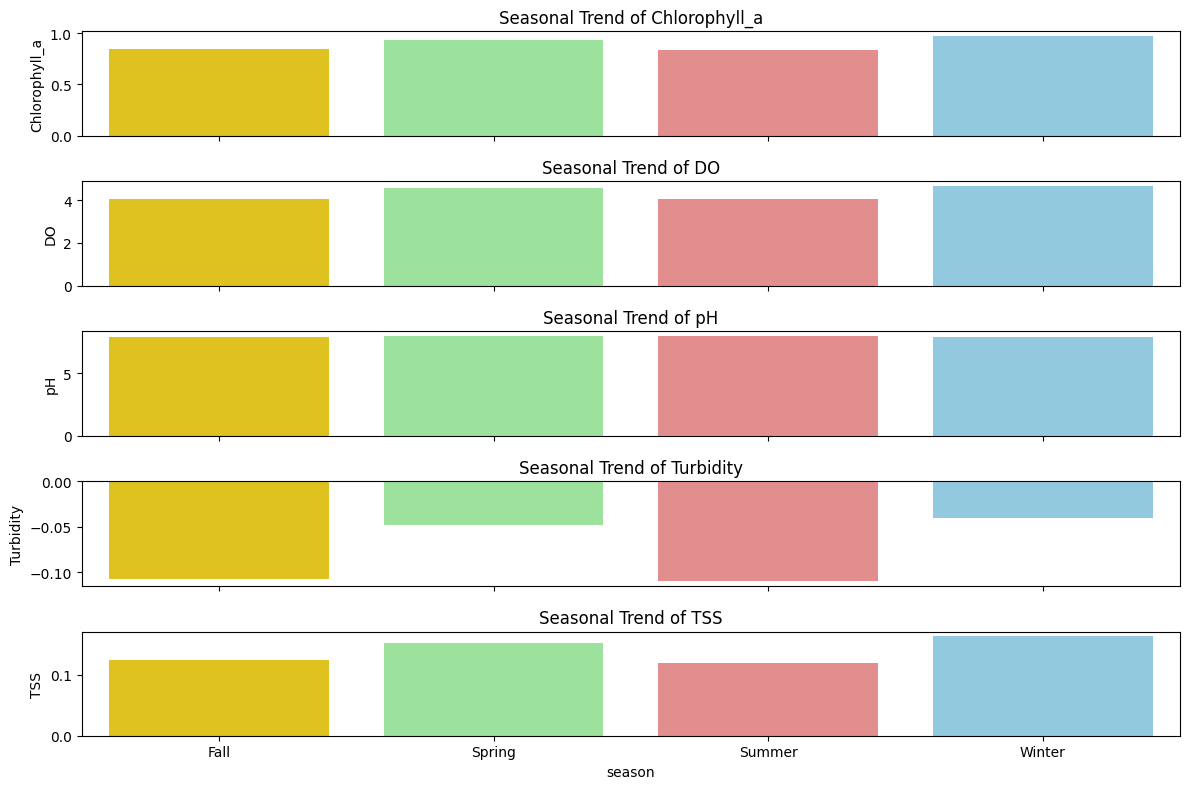 Seasonal Trend of Chlorophyll_a
1.0
0.5
0.0
Chlorophyll_a
Seasonal Trend of DO
4
2
0
DO
Seasonal Trend of pH
5
0
pH
Seasonal Trend of Turbidity
0.00
−0.05
−0.10
Turbidity
Seasonal Trend of TSS
0.1
0.0
TSS
Fall Spring Summer Winter
season